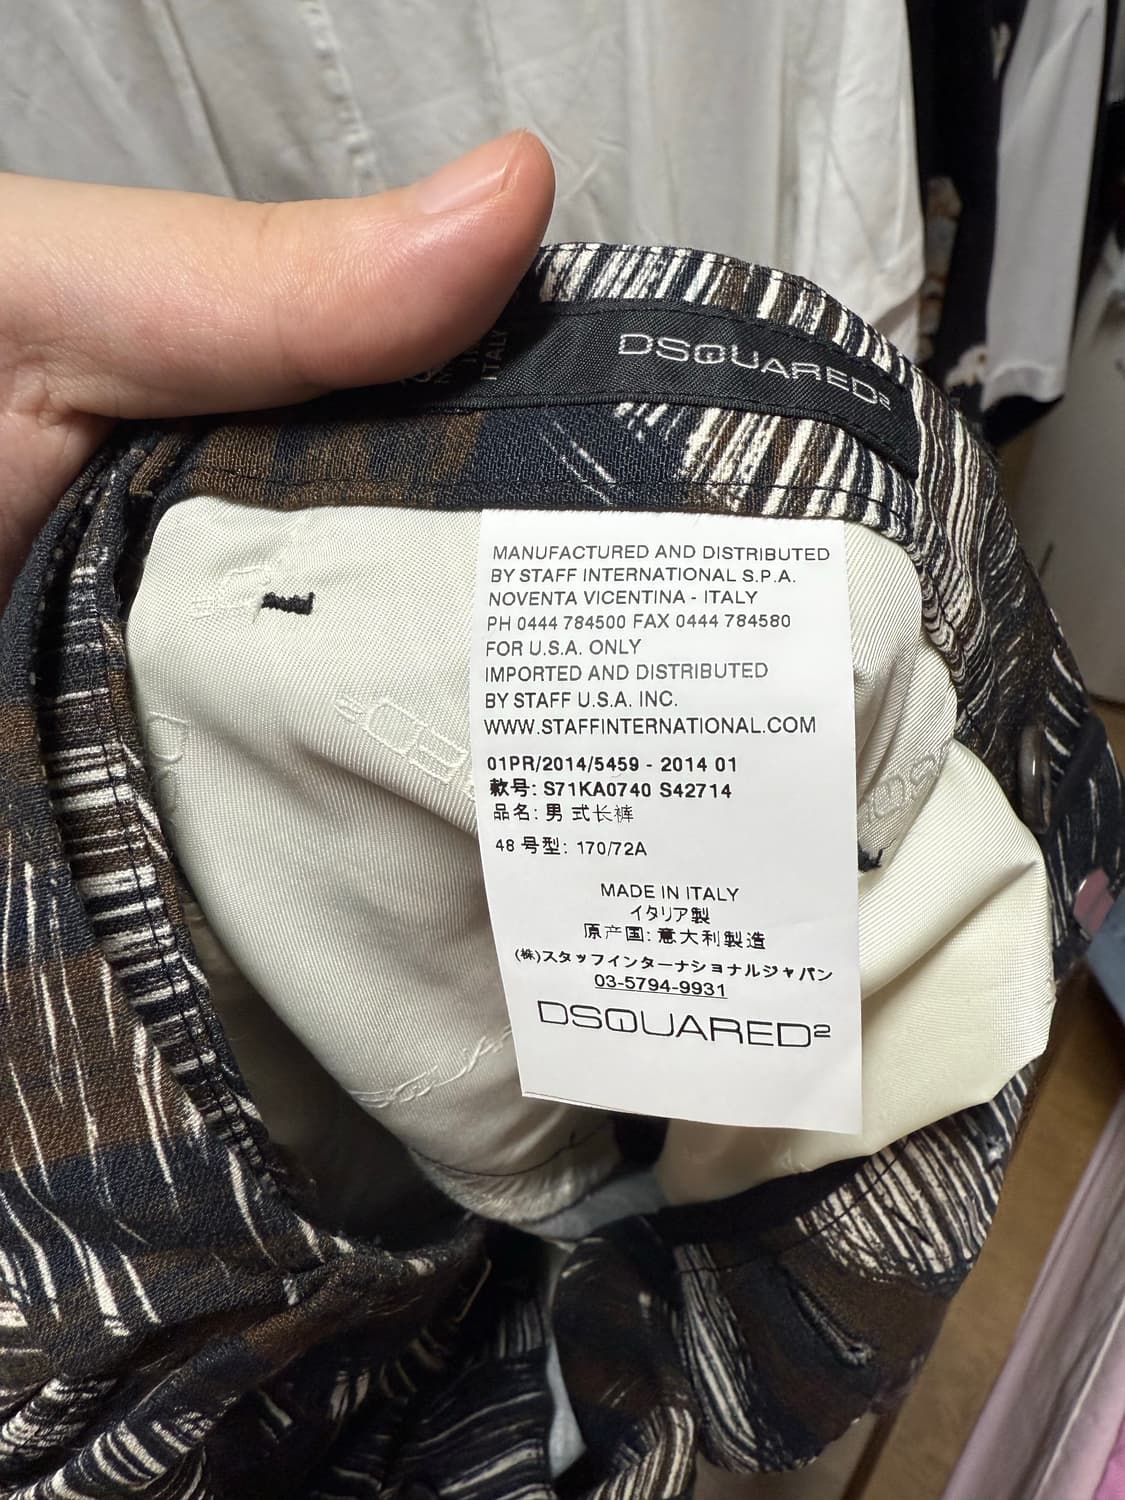 DSQUARED2
ITALY
MANUFACTURED AND DISTRIBUTED
BY STAFF INTERNATIONAL S.P.A.
NOVENTA VICENTINA - ITALY
PH 0444 784500 FAX 0444 784580
FOR U.S.A. ONLY
IMPORTED AND DISTRIBUTED
BY STAFF U.S.A. INC.
WWW.STAFFINTERNATIONAL.COM
01PR/2014/5459 - 2014 01
款号: S71KA0740 S42714
品名: 男 式长裤
48 号型: 170/72A
MADE IN ITALY
イタリア製
原产国: 意大利製造
(株)スタッフインターナショナルジャパン
03-5794-9931
DSQUARED2